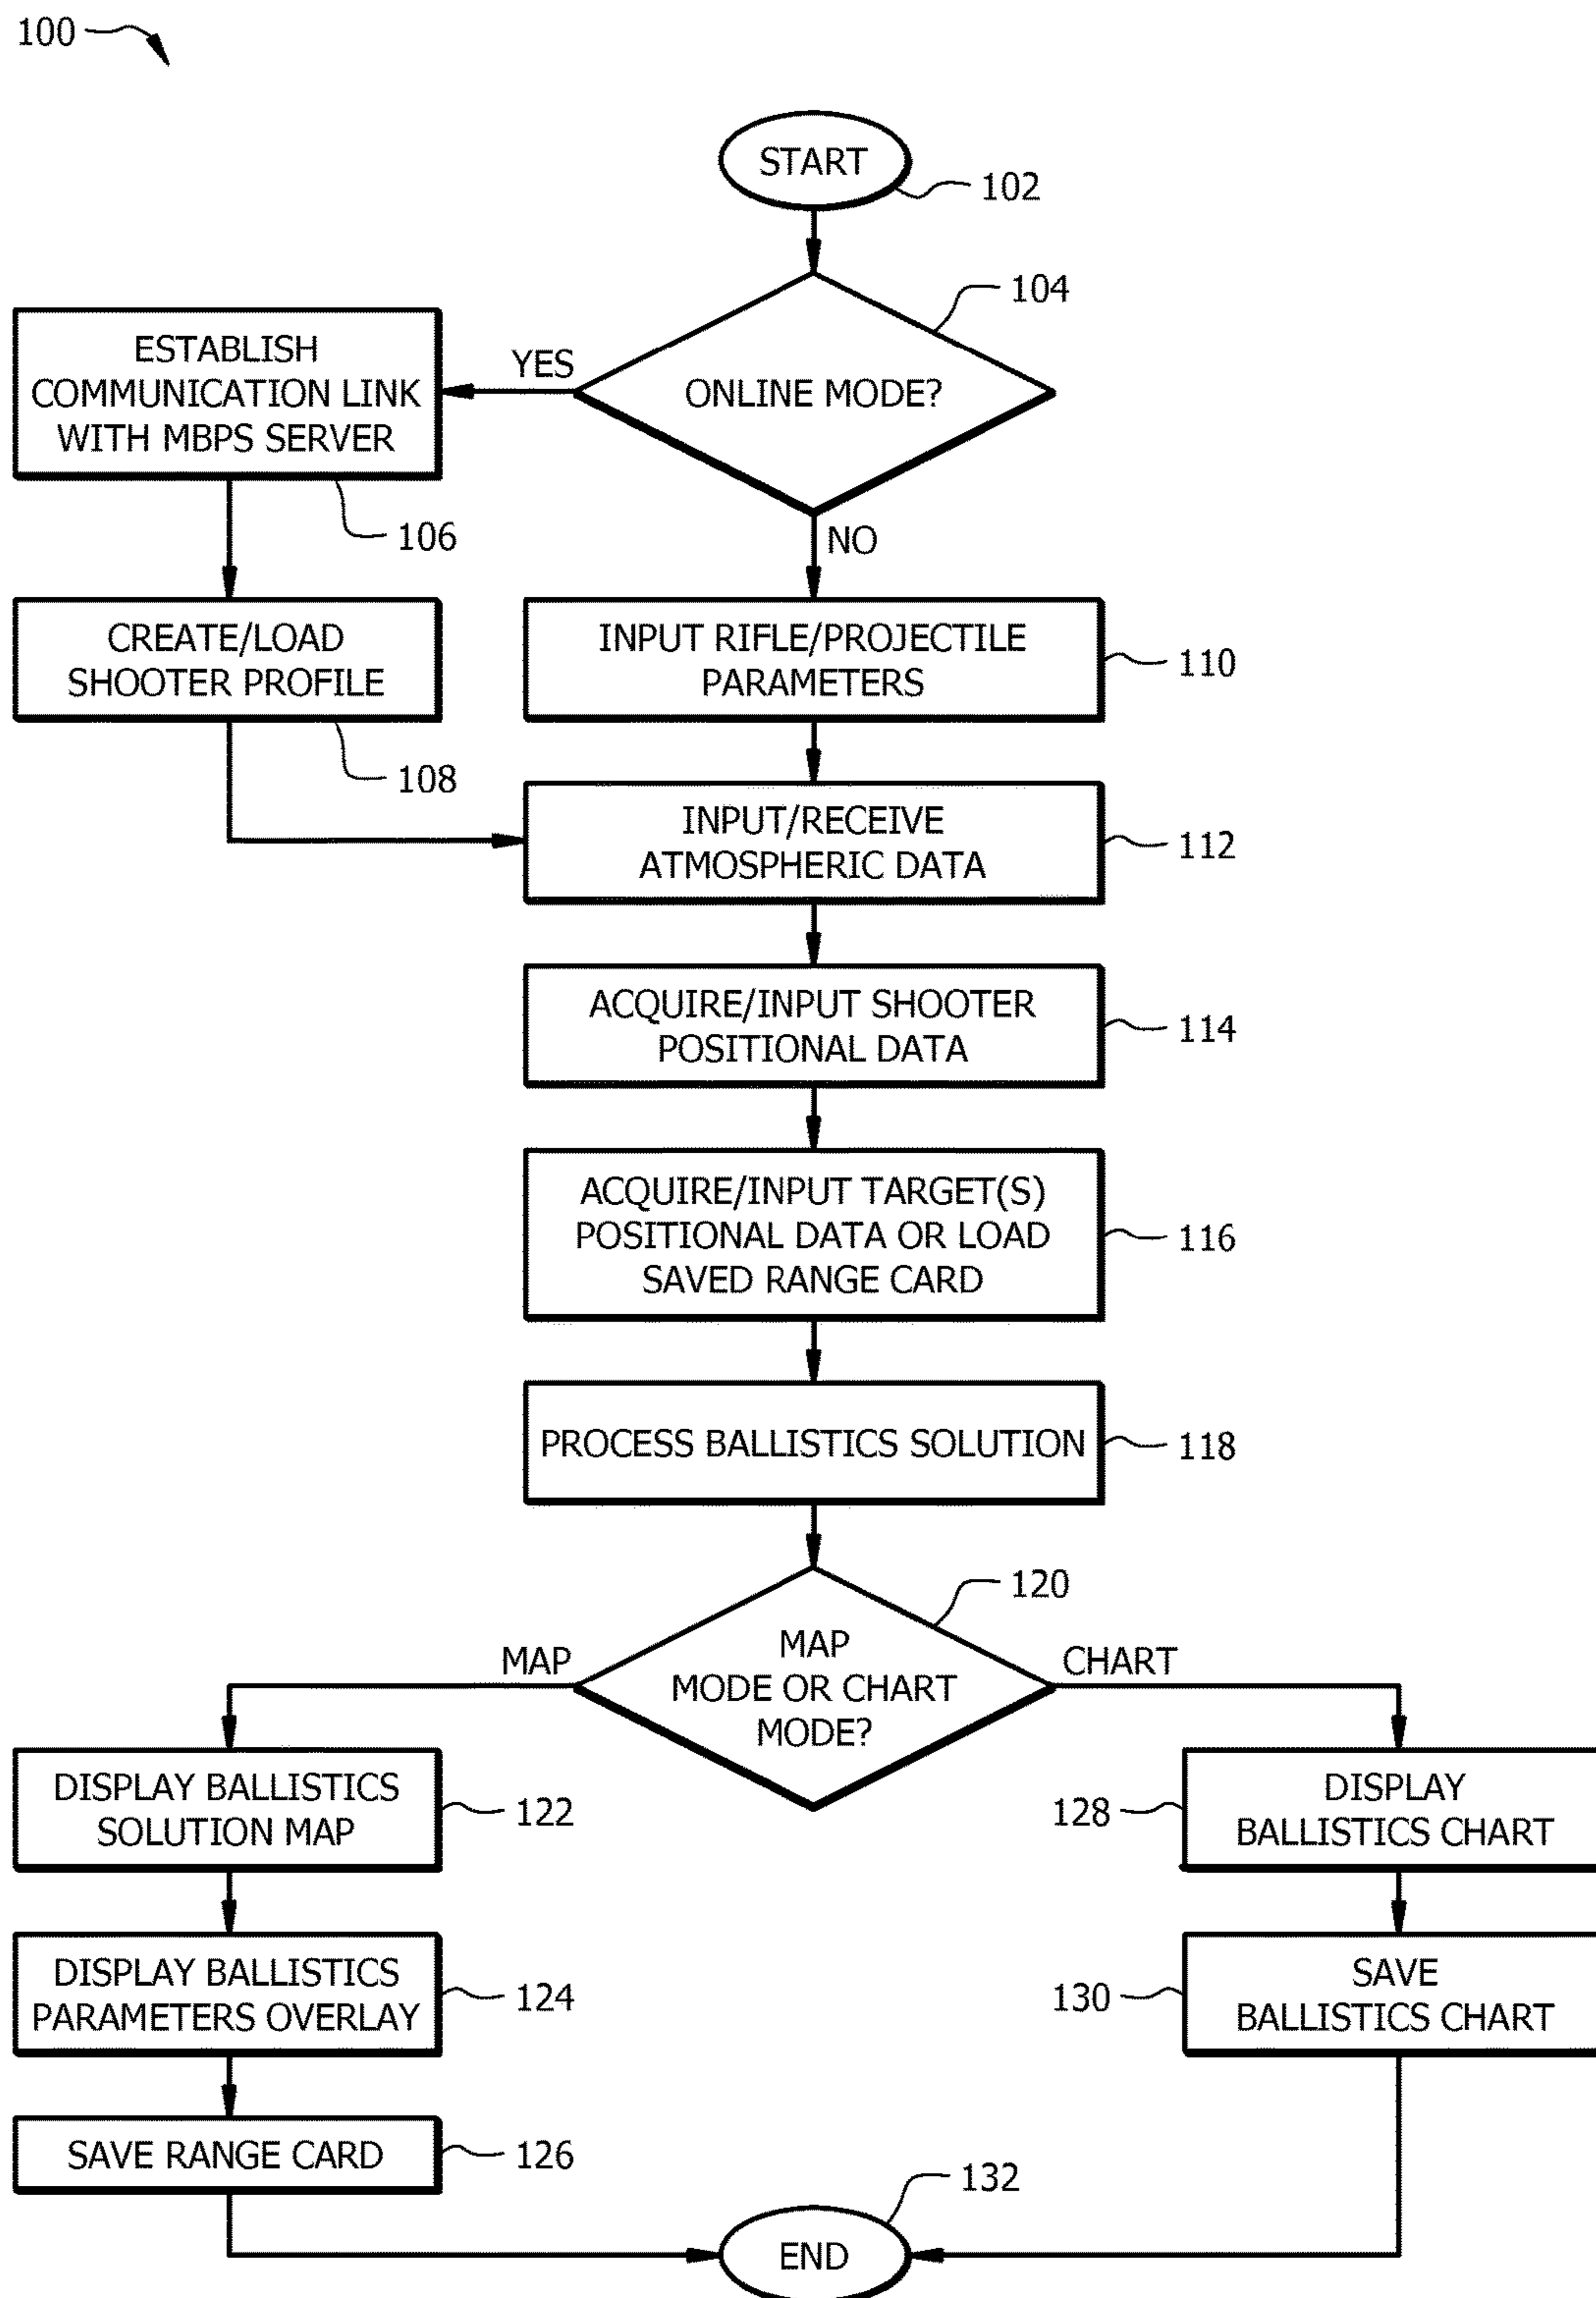 100
START
102
104
ONLINE MODE?
YES
NO
ESTABLISH
COMMUNICATION LINK
WITH MBPS SERVER
106
CREATE/LOAD
SHOOTER PROFILE
108
INPUT RIFLE/PROJECTILE
PARAMETERS
110
INPUT/RECEIVE
ATMOSPHERIC DATA
112
ACQUIRE/INPUT SHOOTER
POSITIONAL DATA
114
ACQUIRE/INPUT TARGET(S)
POSITIONAL DATA OR LOAD
SAVED RANGE CARD
116
PROCESS BALLISTICS SOLUTION
118
120
MAP
MODE OR CHART
MODE?
MAP
CHART
DISPLAY BALLISTICS
SOLUTION MAP
122
DISPLAY BALLISTICS
PARAMETERS OVERLAY
124
SAVE RANGE CARD
126
128
DISPLAY
BALLISTICS CHART
130
SAVE
BALLISTICS CHART
132
END